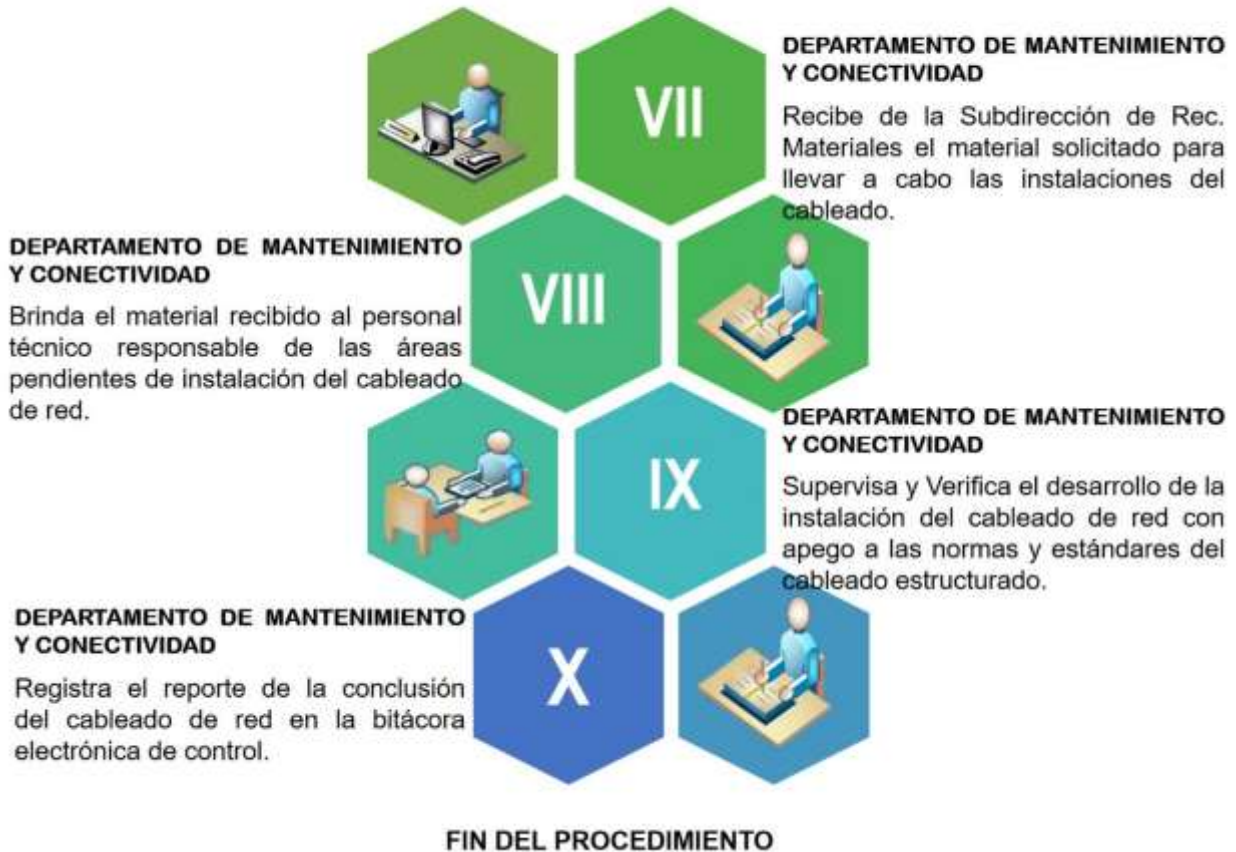 VII
DEPARTAMENTO DE MANTENIMIENTO
Y CONECTIVIDAD
Recibe de la Subdirección de Rec.
Materiales el material solicitado para
llevar a cabo las instalaciones del
cableado.
DEPARTAMENTO DE MANTENIMIENTO
Y CONECTIVIDAD
Brinda el material recibido al personal
técnico responsable de las áreas
pendientes de instalación del cableado
de red.
VIII
IX
DEPARTAMENTO DE MANTENIMIENTO
Y CONECTIVIDAD
Supervisa y Verifica el desarrollo de la
instalación del cableado de red con
apego a las normas y estándares del
cableado estructurado.
DEPARTAMENTO DE MANTENIMIENTO
Y CONECTIVIDAD
Registra el reporte de la conclusión
del cableado de red en la bitácora
electrónica de control.
X
FIN DEL PROCEDIMIENTO